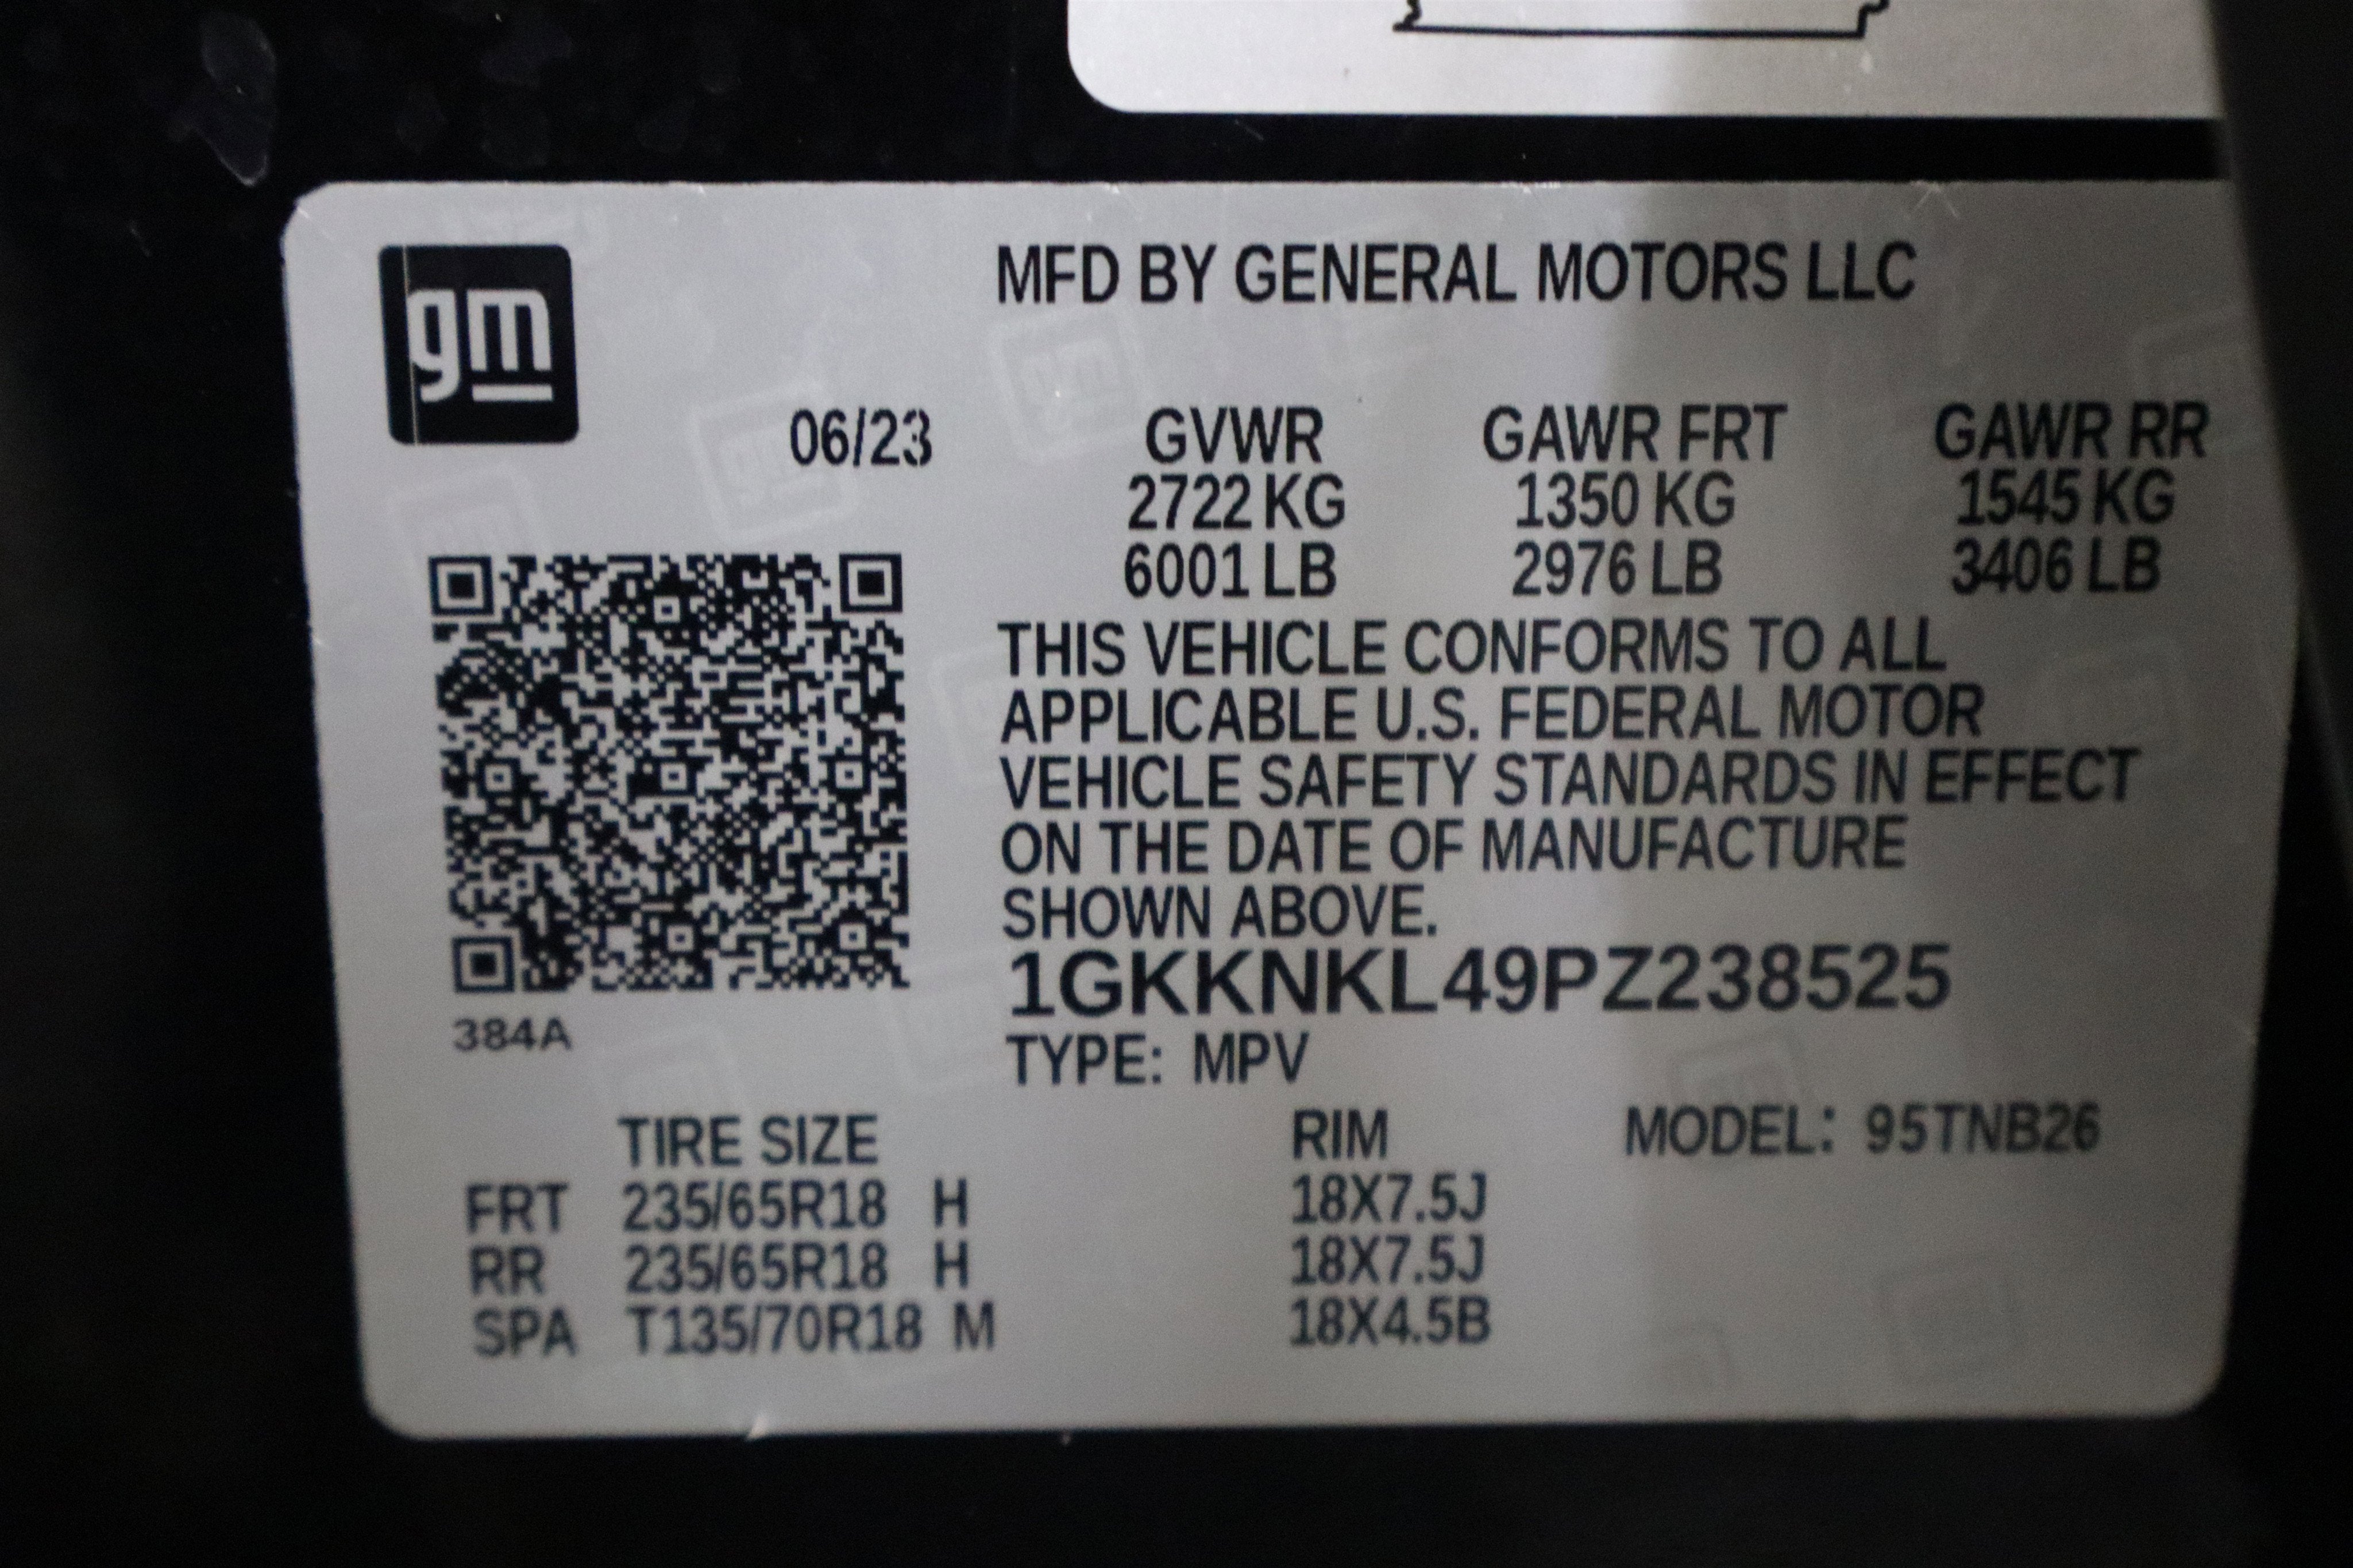 gm
MFD BY GENERAL MOTORS LLC
06/23 GVWR GAWR FRT GAWR RR
2722 KG 1350 KG 1545 KG
6001 LB 2976 LB 3406 LB
THIS VEHICLE CONFORMS TO ALL
APPLICABLE U.S. FEDERAL MOTOR
VEHICLE SAFETY STANDARDS IN EFFECT
ON THE DATE OF MANUFACTURE
SHOWN ABOVE.
1GKKNKL49PZ238525
384A
TYPE: MPV
TIRE SIZE RIM MODEL: 95TNB26
FRT 235/65R18 H 18X7.5J
RR 235/65R18 H 18X7.5J
SPA T135/70R18 M 18X4.5B